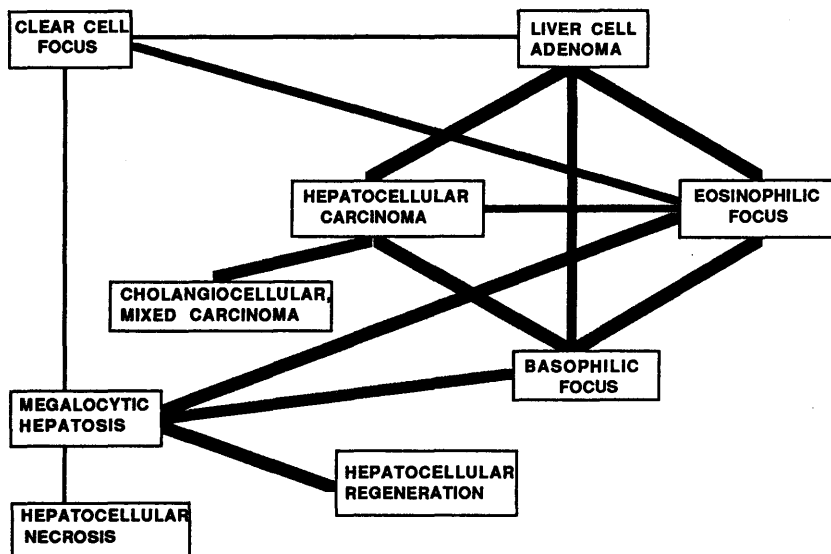 CLEAR CELL
FOCUS
LIVER CELL
ADENOMA
HEPATOCELLULAR
CARCINOMA
EOSINOPHILIC
FOCUS
CHOLANGIOCELLULAR,
MIXED CARCINOMA
BASOPHILIC
FOCUS
MEGALOCYTIC
HEPATOSIS
HEPATOCELLULAR
REGENERATION
HEPATOCELLULAR
NECROSIS